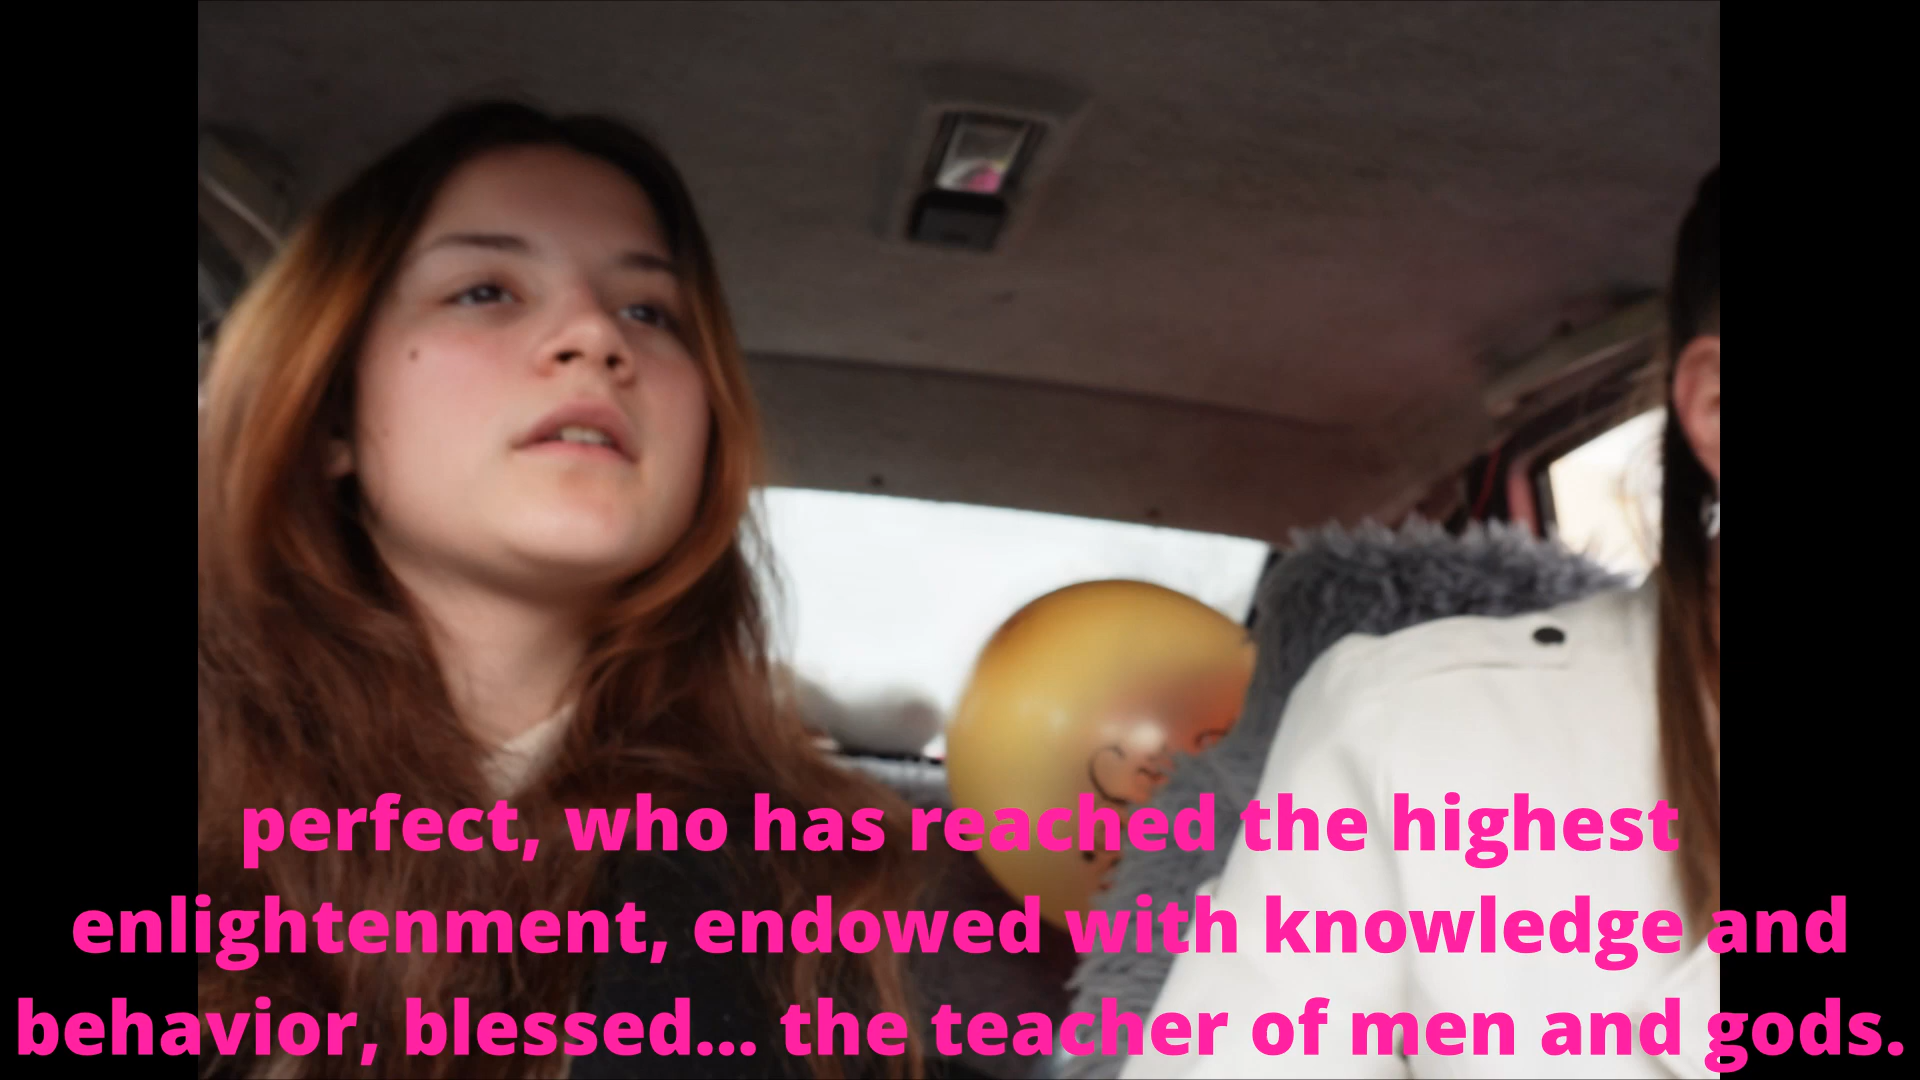 perfect, who has reached the highest
enlightenment, endowed with knowledge and
behavior, blessed... the teacher of men and gods.